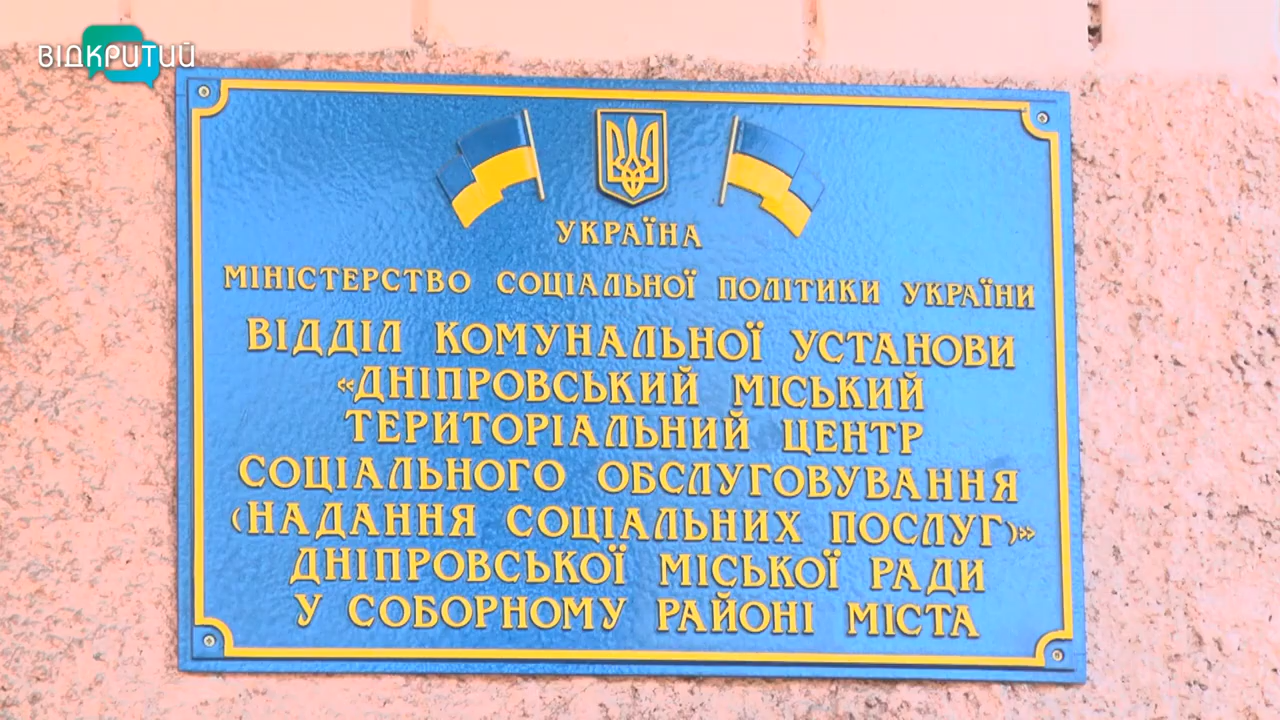 ВІДКРИТИЙ
УКРАЇНА
МІНІСТЕРСТВО СОЦІАЛЬНОЇ ПОЛІТИКИ УКРАЇНИ
ВІДДІЛ КОМУНАЛЬНОЇ УСТАНОВИ
«ДНІПРОВСЬКИЙ МІСЬКИЙ
ТЕРИТОРІАЛЬНИЙ ЦЕНТР
СОЦІАЛЬНОГО ОБСЛУГОВУВАННЯ
(НАДАННЯ СОЦІАЛЬНИХ ПОСЛУГ)»
ДНІПРОВСЬКОЇ МІСЬКОЇ РАДИ
У СОБОРНОМУ РАЙОНІ МІСТА